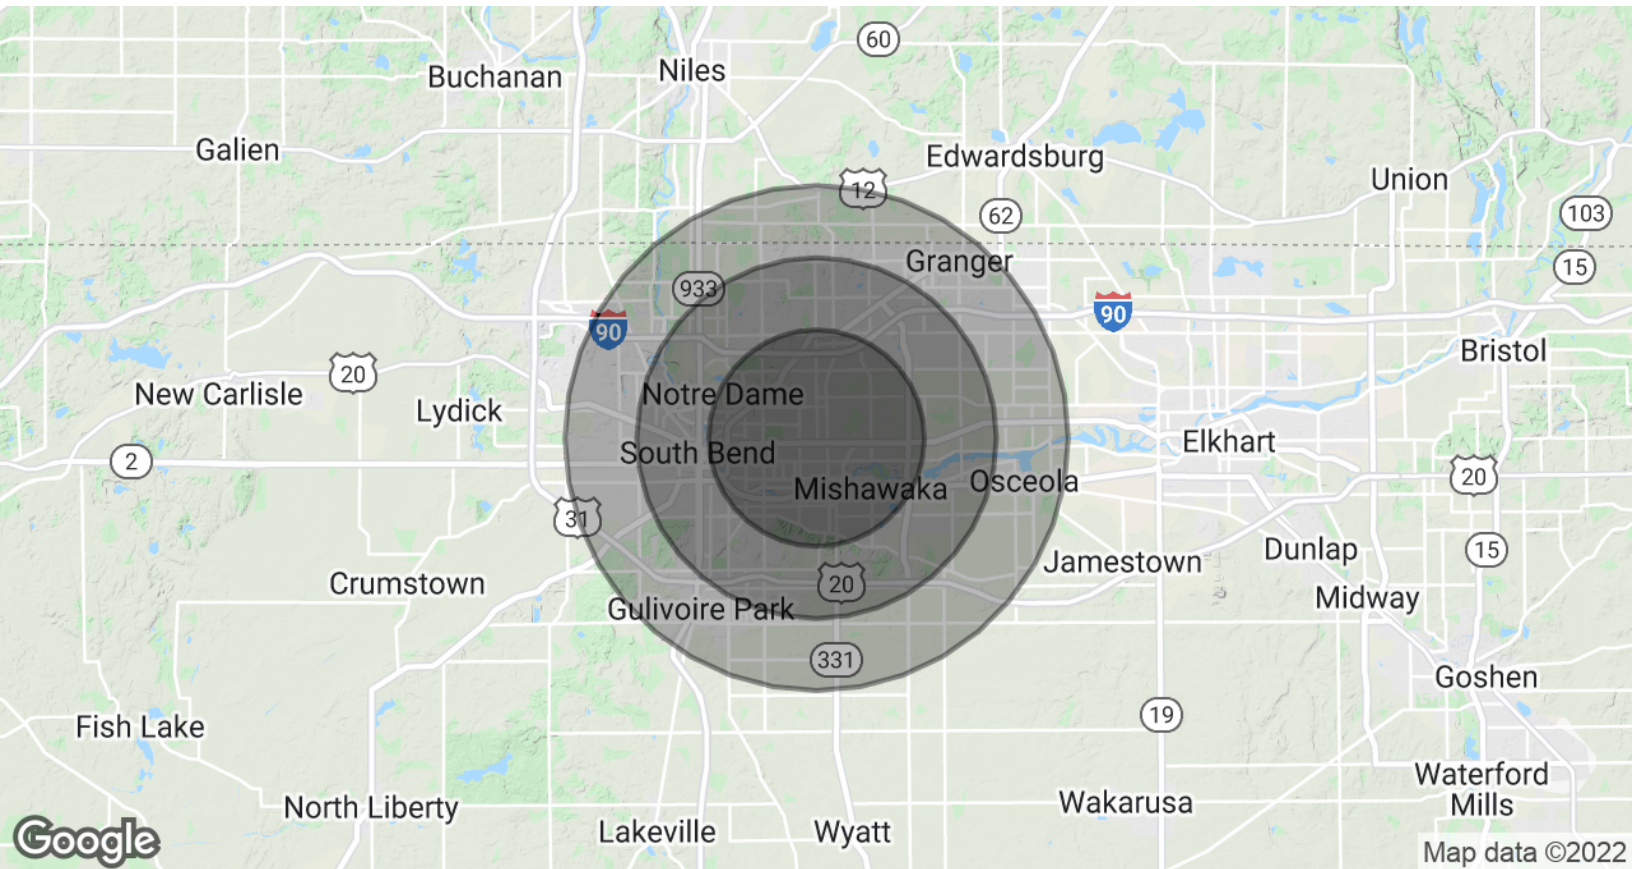 60
Buchanan
Niles
Galien
Edwardsburg
Union
12
62
103
Granger
15
933
90
90
Bristol
20
New Carlisle
Notre Dame
Lydick
Elkhart
South Bend
2
20
Mishawaka
Osceola
31
15
Dunlap
Jamestown
Crumstown
20
Midway
Gulivoire Park
331
Goshen
19
Fish Lake
Waterford
Mills
Wakarusa
North Liberty
Lakeville
Wyatt
Google
Map data ©2022